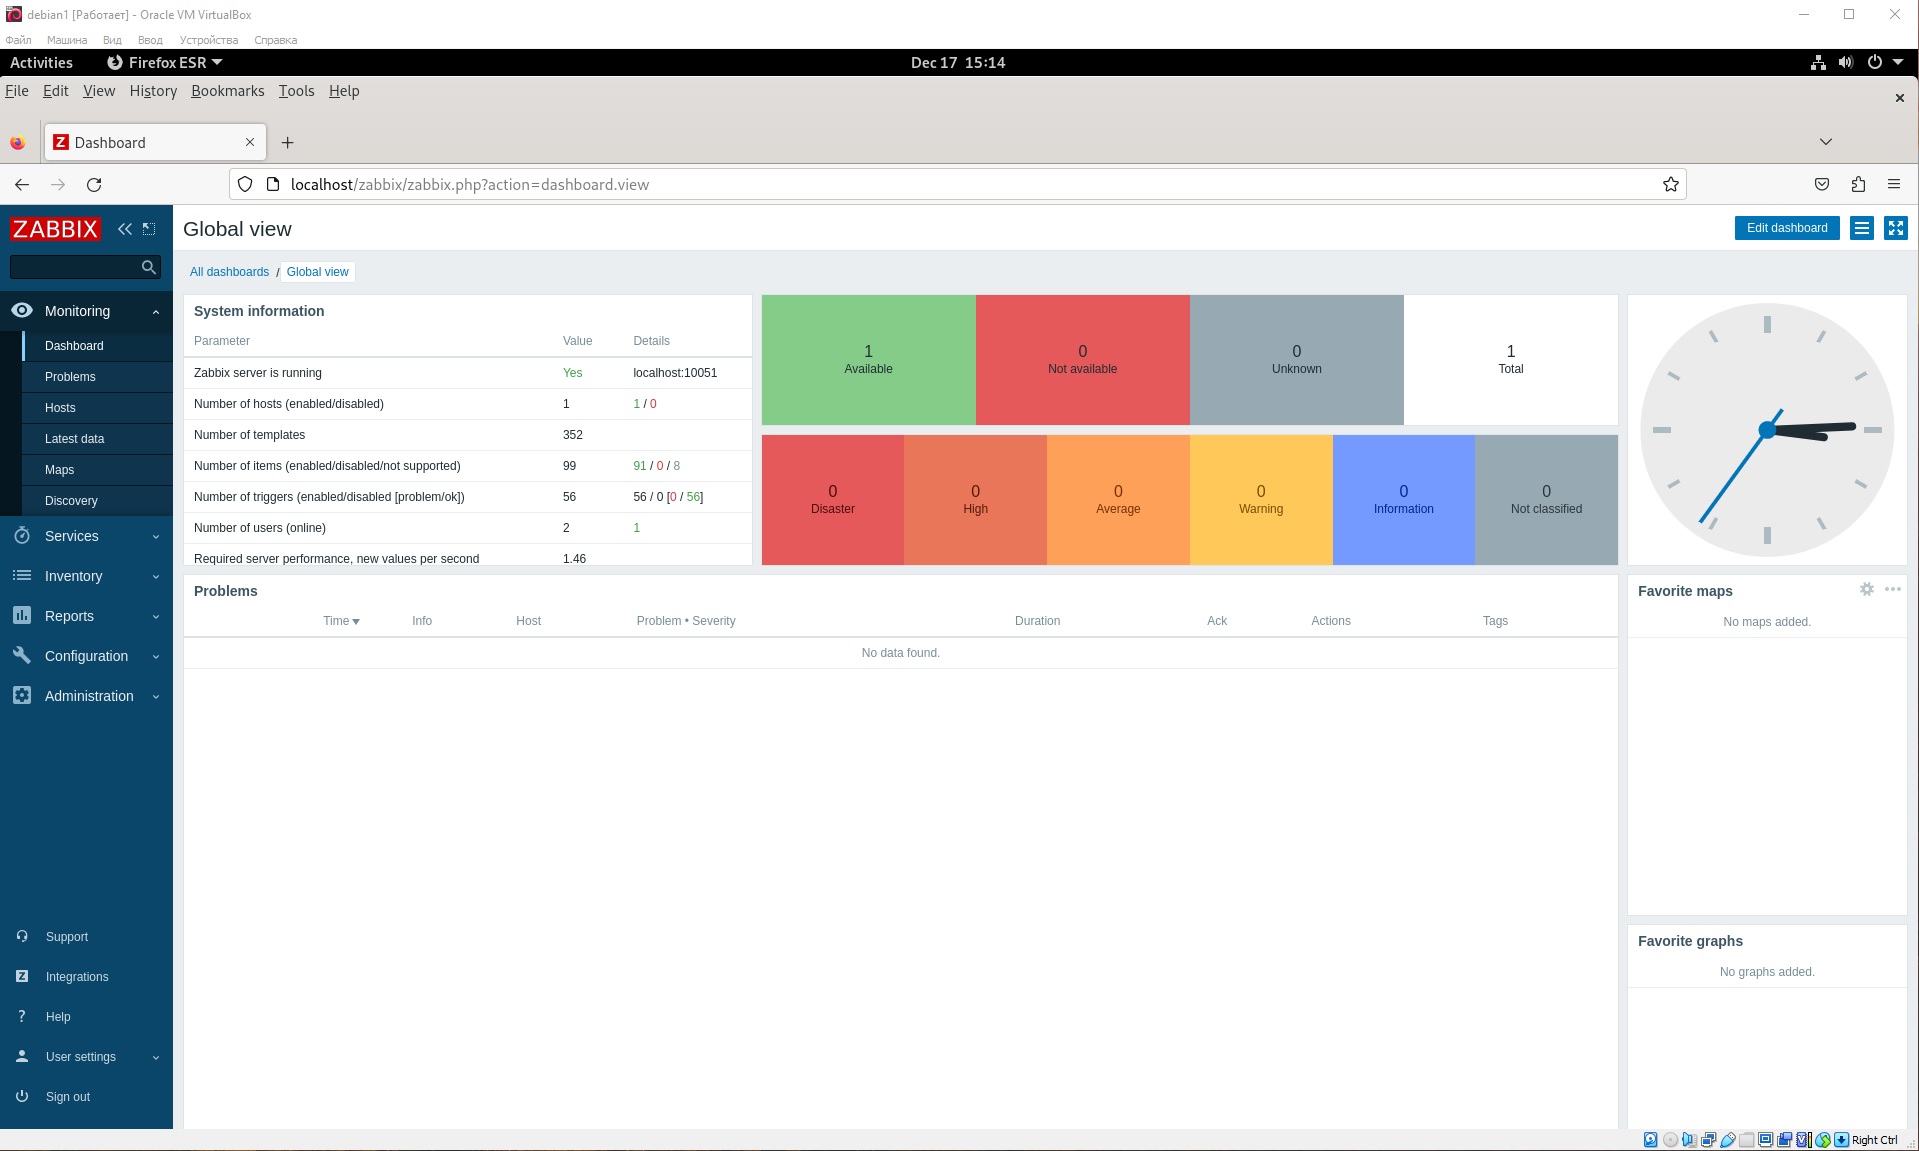 debian1 [Работает] - Oracle VM VirtualBox
Файл Машина Вид Ввод Устройства Справка
Activities Firefox ESR Dec 17 15:14
File Edit View History Bookmarks Tools Help
Z Dashboard
localhost/zabbix/zabbix.php?action=dashboard.view
ZABBIX
Monitoring
Dashboard
Problems
Hosts
Latest data
Maps
Discovery
Services
Inventory
Reports
Configuration
Administration
Support
Z Integrations
? Help
User settings
Sign out
Global view
Edit dashboard
All dashboards / Global view
System information
Parameter Value Details
Zabbix server is running Yes localhost:10051
Number of hosts (enabled/disabled) 1 1 / 0
Number of templates 352
Number of items (enabled/disabled/not supported) 99 91 / 0 / 8
Number of triggers (enabled/disabled [problem/ok]) 56 56 / 0 [0 / 56]
Number of users (online) 2 1
Required server performance, new values per second 1.46
1 0 0 1
Available Not available Unknown Total
0 0 0 0 0 0
Disaster High Average Warning Information Not classified
Problems
Time Info Host Problem • Severity Duration Ack Actions Tags
No data found.
Favorite maps
No maps added.
Favorite graphs
No graphs added.
Right Ctrl